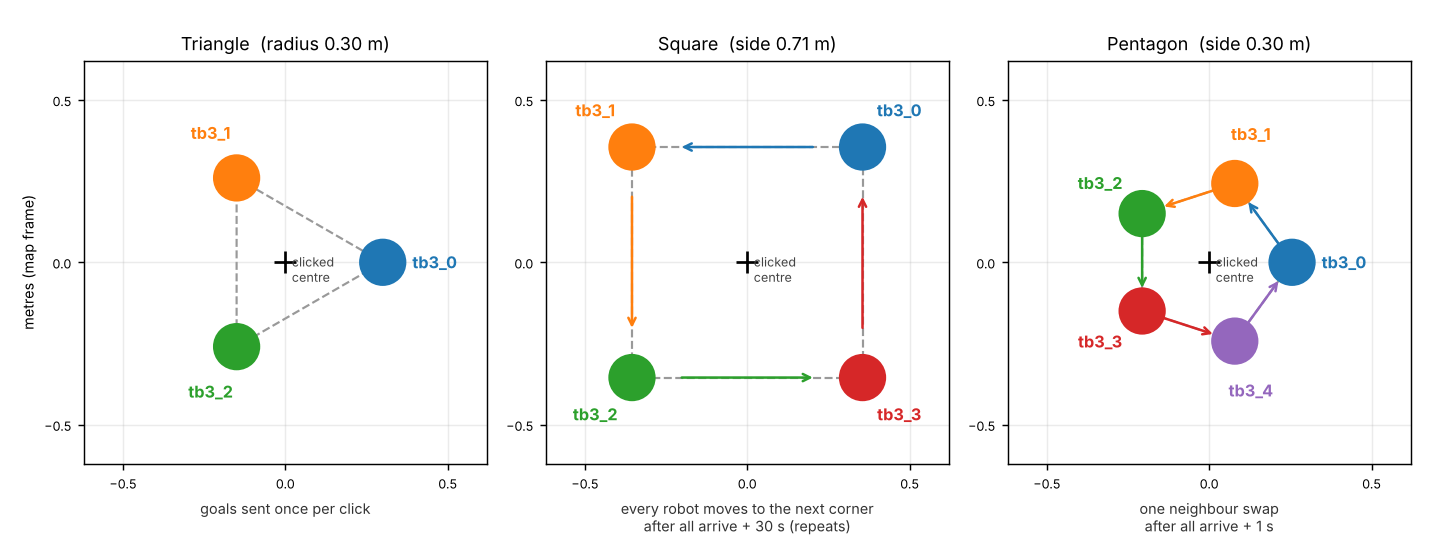 Triangle  (radius 0.30 m)
metres (map frame)
0.5
0.0
−0.5
−0.5
0.0
0.5
tb3_1
tb3_0
tb3_2
clicked
centre
goals sent once per click
Square  (side 0.71 m)
0.5
0.0
−0.5
−0.5
0.0
0.5
tb3_1
tb3_0
clicked
centre
tb3_2
tb3_3
every robot moves to the next corner
after all arrive + 30 s (repeats)
Pentagon  (side 0.30 m)
0.5
0.0
−0.5
−0.5
0.0
0.5
tb3_1
tb3_2
tb3_0
clicked
centre
tb3_3
tb3_4
one neighbour swap
after all arrive + 1 s